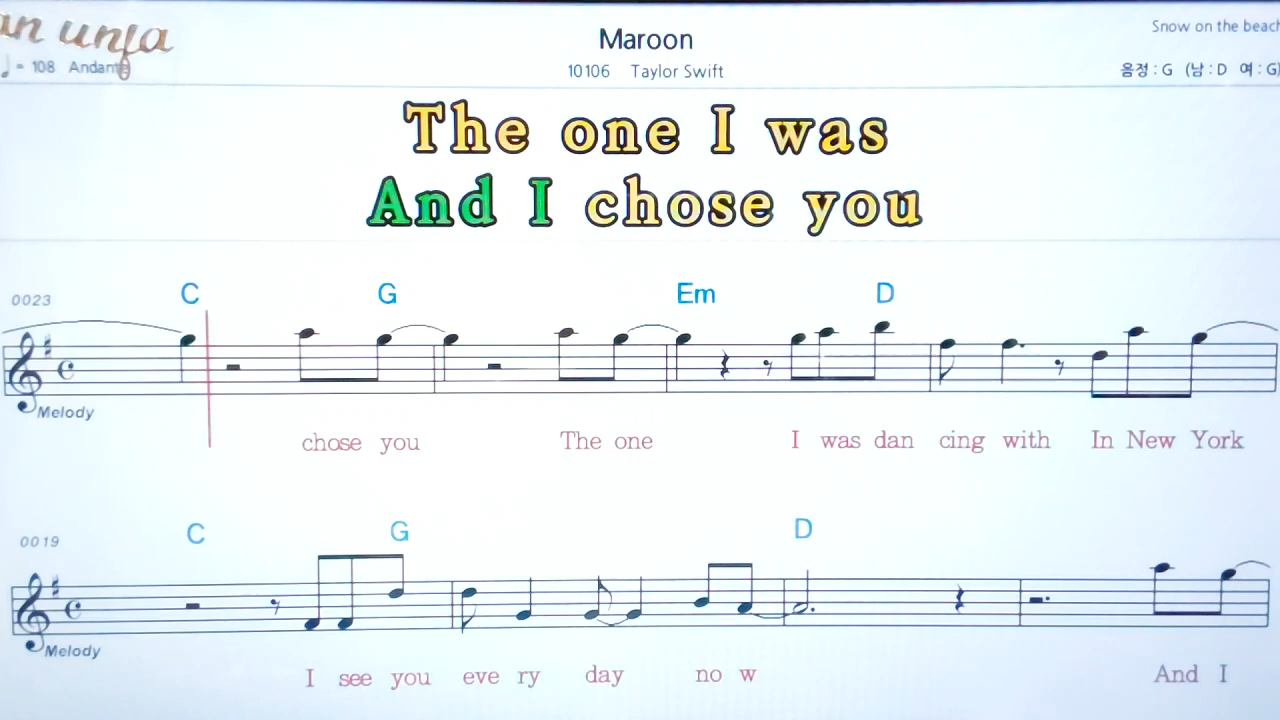 an unfa
Maroon
Snow on the beach
♩= 108 Andante
10106 Taylor Swift
음정 : G (남 : D 여 : G)
The one I was
And I chose you
0023
C G Em D
Melody
chose you The one I was dan cing with In New York
0019
C G D
Melody
I see you eve ry day no w And I